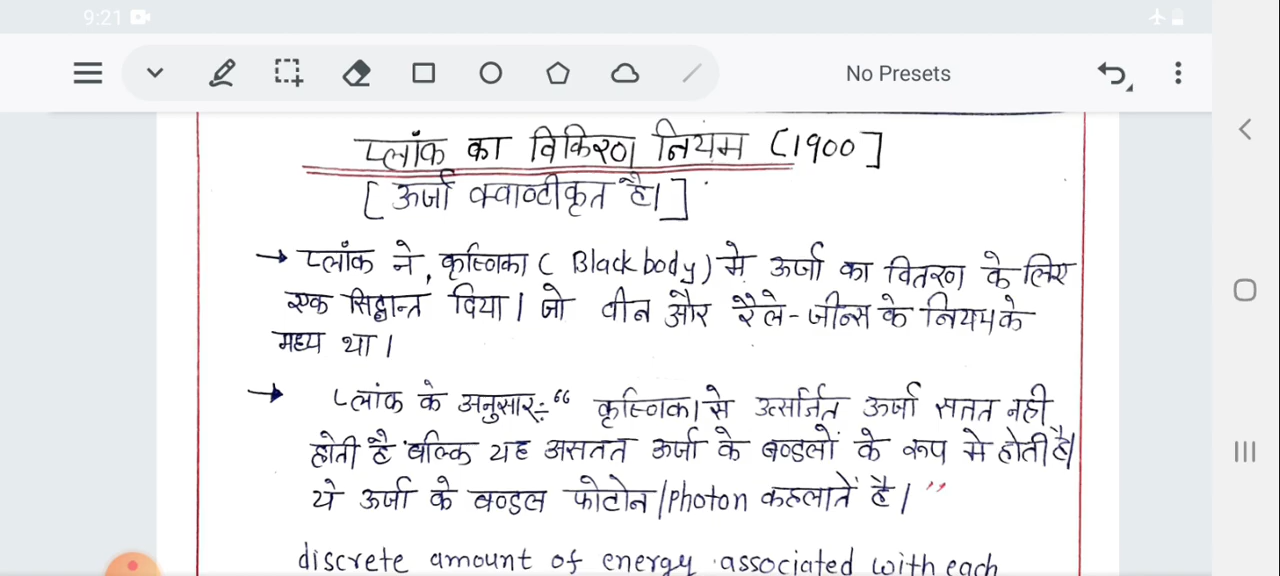 9:21
No Presets
प्लॉक का विकिरण नियम (1900]
[ऊर्जा क्वाण्टीकृत है।]
→ प्लॉक ने, कृष्णिका ( Black body) मे ऊर्जा का वितरण के लिए
एक सिद्धान्त दिया। जो वीन और रैले-जीन्स के नियम के
मध्य था।
→ प्लांक के अनुसार:- “ कृष्णिका से उत्सर्जित ऊर्जा सतत नही
होती है बल्कि यह असतत ऊर्जा के बण्डलों के रूप मे होती है।
ये ऊर्जा के बण्डल फोटोन/Photon कहलातें है। ”
discrete amount of energy associated with each